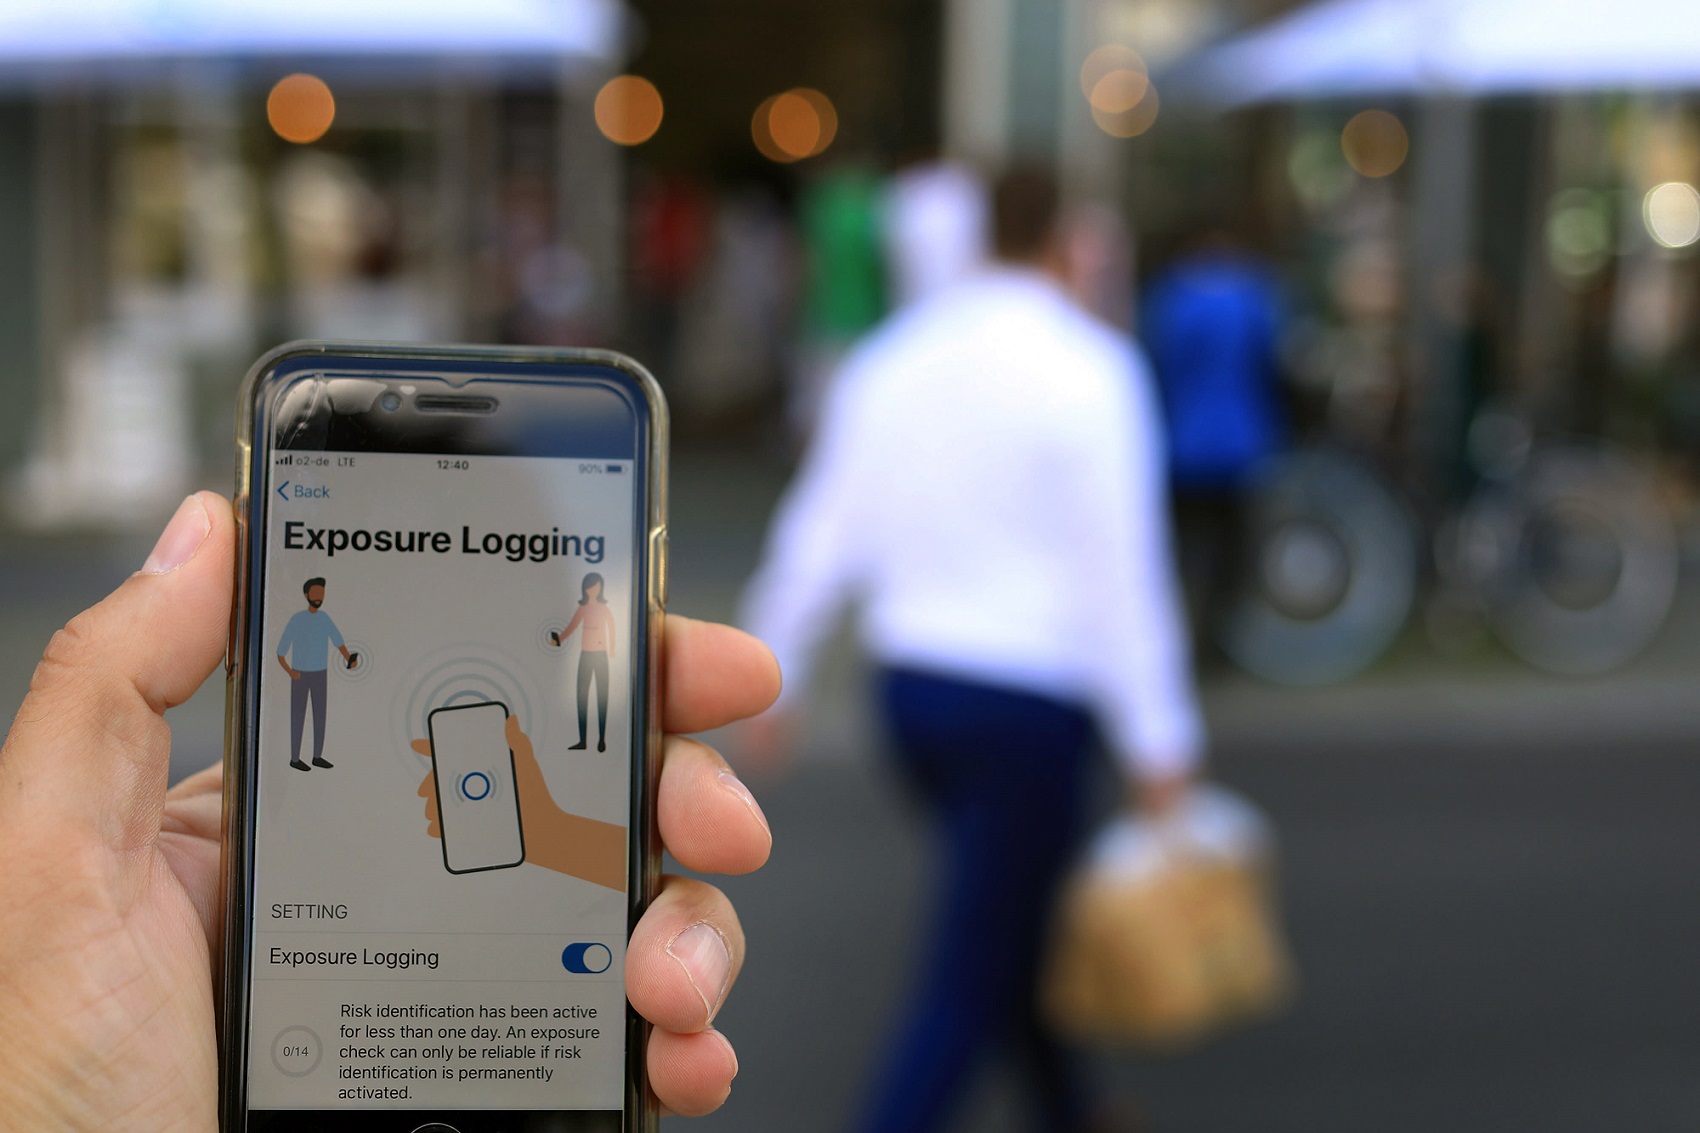 o2-de LTE 12:40 90%
Back
Exposure Logging
SETTING
Exposure Logging
Risk identification has been active
for less than one day. An exposure
0/14 check can only be reliable if risk
identification is permanently
activated.